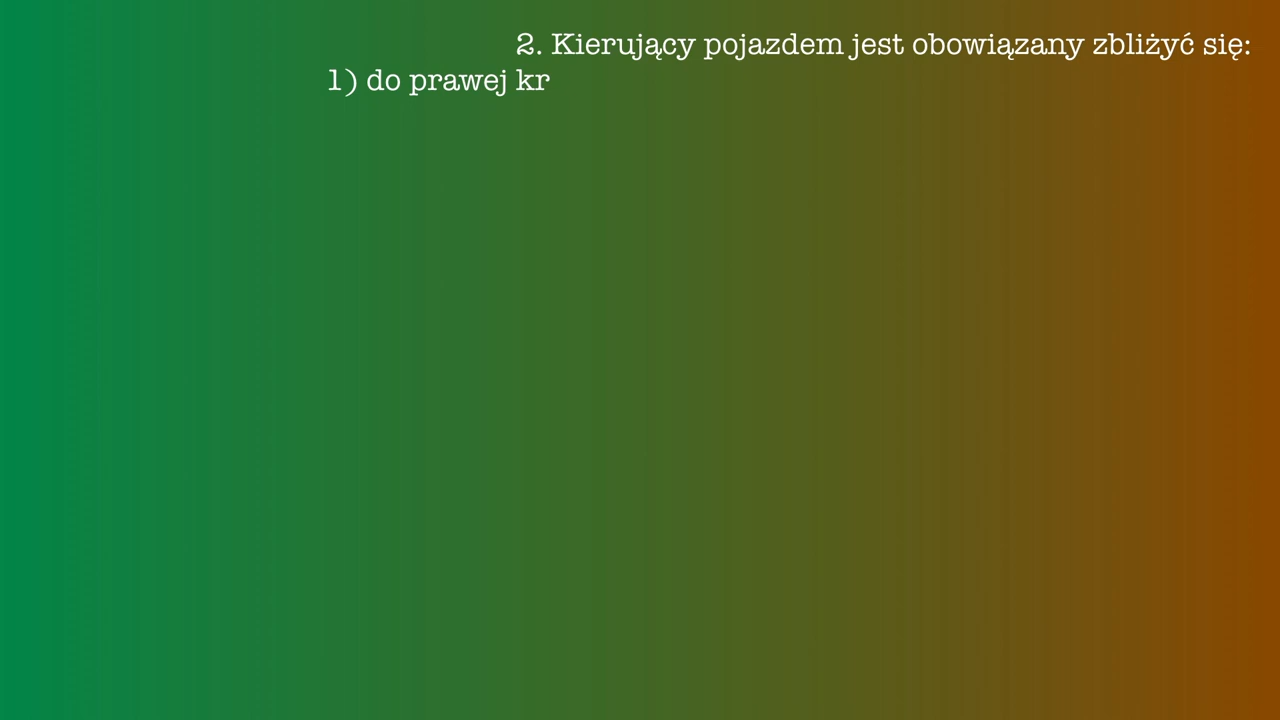 2. Kierujący pojazdem jest obowiązany zbliżyć się:
1) do prawej kr